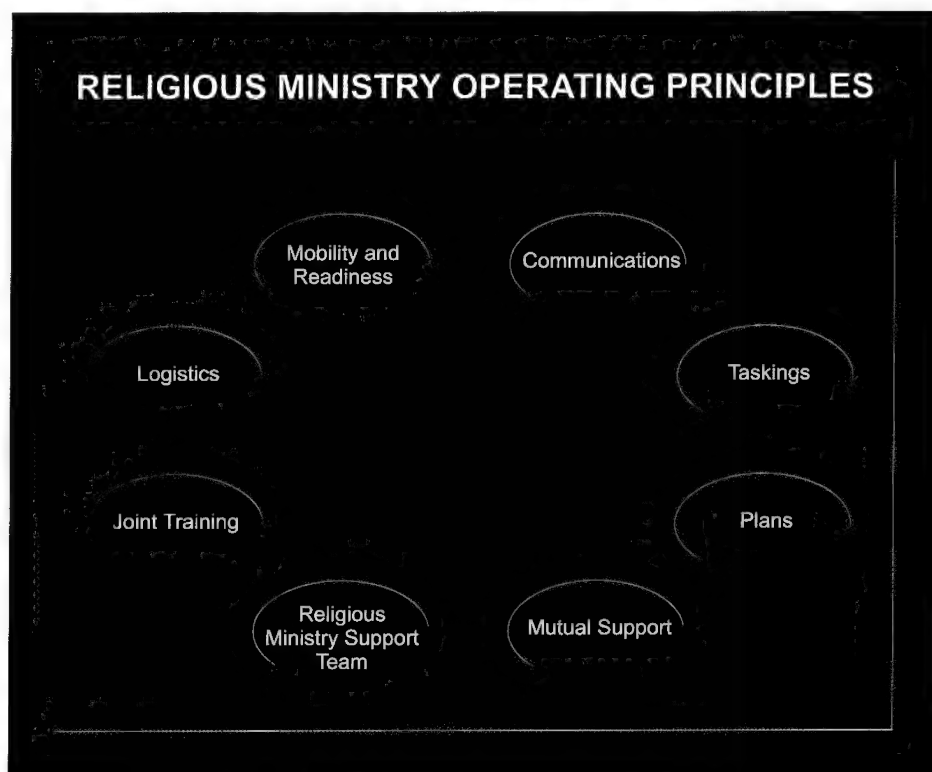 RELIGIOUS MINISTRY OPERATING PRINCIPLES
Mobility and
Readiness
Communications
Logistics
Taskings
Joint Training
Plans
Religious
Ministry Support
Team
Mutual Support